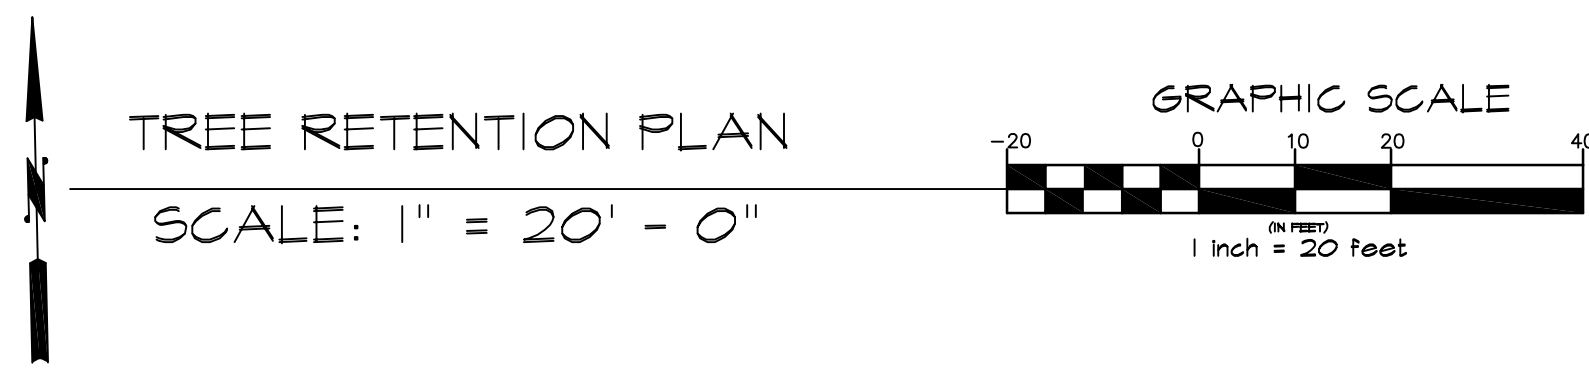 N
TREE RETENTION PLAN
SCALE: 1" = 20' - 0"
GRAPHIC SCALE
-20 0 10 20 40
(IN FEET)
1 inch = 20 feet